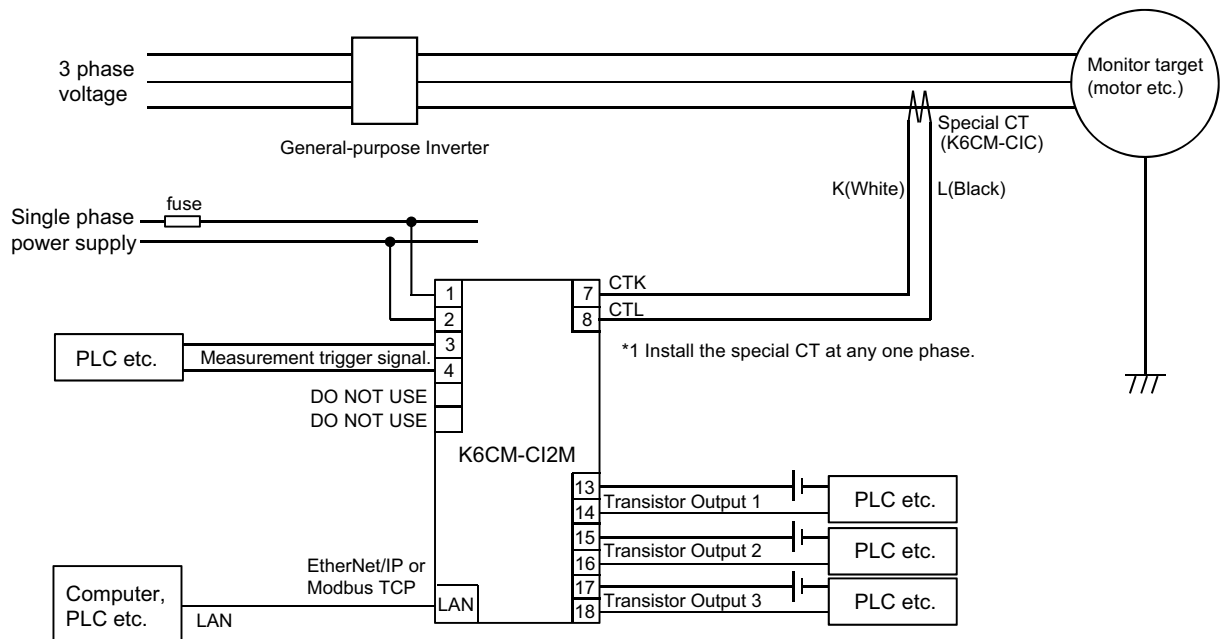 3 phase
voltage
General-purpose Inverter
Monitor target
(motor etc.)
Special CT
(K6CM-CIC)
K(White)
L(Black)
Single phase
power supply
fuse
1
2
3
4
7
8
CTK
CTL
*1 Install the special CT at any one phase.
PLC etc.
Measurement trigger signal.
DO NOT USE
DO NOT USE
K6CM-CI2M
13
14
15
16
17
18
Transistor Output 1
Transistor Output 2
Transistor Output 3
PLC etc.
PLC etc.
PLC etc.
EtherNet/IP or
Modbus TCP
LAN
Computer,
PLC etc.
LAN